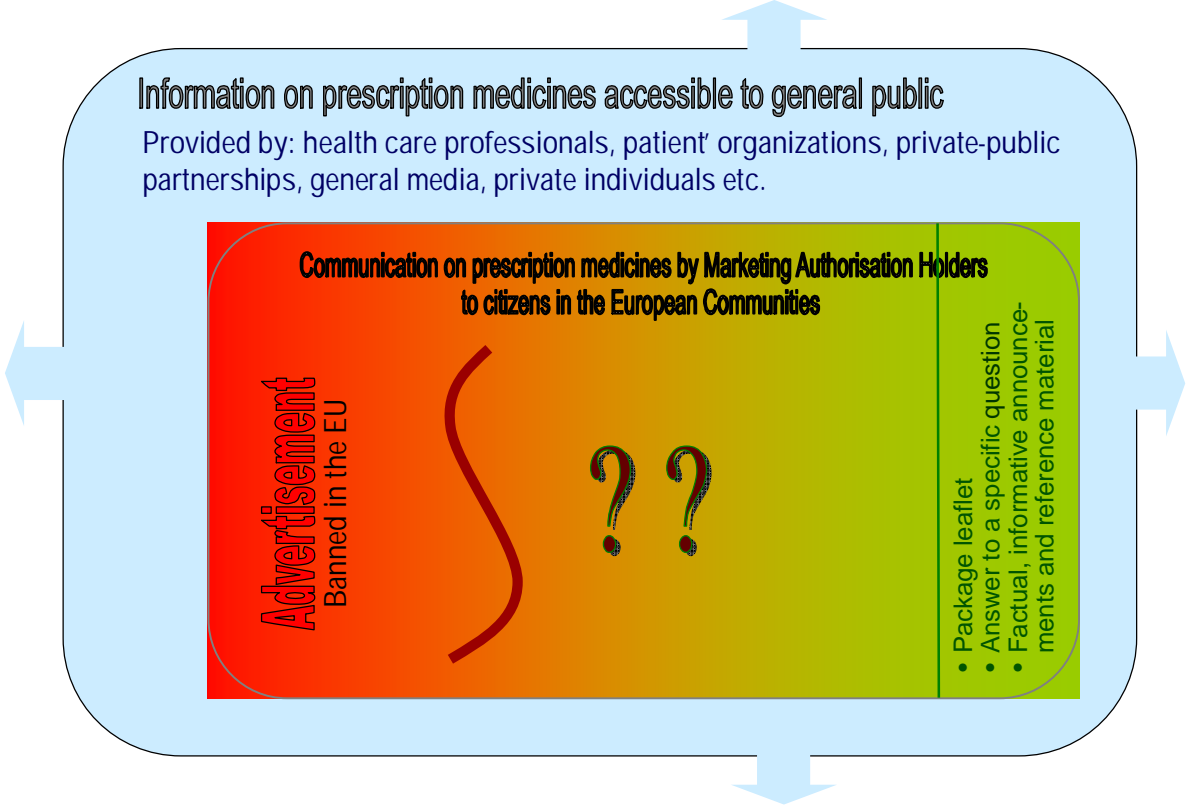 Information on prescription medicines accessible to general public
Provided by: health care professionals, patient' organizations, private-public
partnerships, general media, private individuals etc.
Communication on prescription medicines by Marketing Authorisation Holders
to citizens in the European Communities
Advertisement
Banned in the EU
? ?
• Package leaflet
• Answer to a specific question
• Factual, informative announce-
ments and reference material